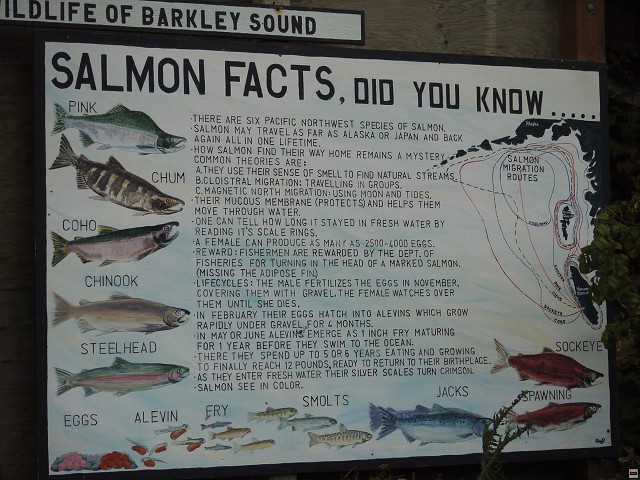 WILDLIFE OF BARKLEY SOUND
SALMON FACTS, DID YOU KNOW.....
PINK
CHUM
COHO
CHINOOK
STEELHEAD
EGGS
ALEVIN
FRY
SMOLTS
JACKS
SPAWNING
SOCKEYE
·THERE ARE SIX PACIFIC NORTHWEST SPECIES OF SALMON.
·SALMON MAY TRAVEL AS FAR AS ALASKA OR JAPAN AND BACK
AGAIN ALL IN ONE LIFETIME.
·HOW SALMON FIND THEIR WAY HOME REMAINS A MYSTERY
COMMON THEORIES ARE:
A.THEY USE THEIR SENSE OF SMELL TO FIND NATURAL STREAMS.
B.CLOISTRAL MIGRATION: TRAVELLING IN GROUPS.
C.MAGNETIC NORTH MIGRATION: USING MOON AND TIDES.
·THEIR MUCOUS MEMBRANE (PROTECTS) AND HELPS THEM
MOVE THROUGH WATER.
·ONE CAN TELL HOW LONG IT STAYED IN FRESH WATER BY
READING IT'S SCALE RINGS.
·A FEMALE CAN PRODUCE AS MANY AS 2500-4000 EGGS.
·REWARD: FISHERMEN ARE REWARDED BY THE DEPT. OF
FISHERIES FOR TURNING IN THE HEAD OF A MARKED SALMON.
(MISSING THE ADIPOSE FIN)
·LIFECYCLES: THE MALE FERTILIZES THE EGGS IN NOVEMBER,
COVERING THEM WITH GRAVEL. THE FEMALE WATCHES OVER
THEM UNTIL SHE DIES.
·IN FEBRUARY THEIR EGGS HATCH INTO ALEVINS WHICH GROW
RAPIDLY UNDER GRAVEL FOR 4 MONTHS.
·IN MAY OR JUNE ALEVINS EMERGE AS 1 INCH FRY MATURING
FOR 1 YEAR BEFORE THEY SWIM TO THE OCEAN.
·THERE THEY SPEND UP TO 5 OR 6 YEARS EATING AND GROWING
TO FINALLY REACH 12 POUNDS, READY TO RETURN TO THEIR BIRTHPLACE.
·AS THEY ENTER FRESH WATER THEIR SILVER SCALES TURN CRIMSON.
·SALMON SEE IN COLOR.
Alaska
SALMON
MIGRATION
ROUTES